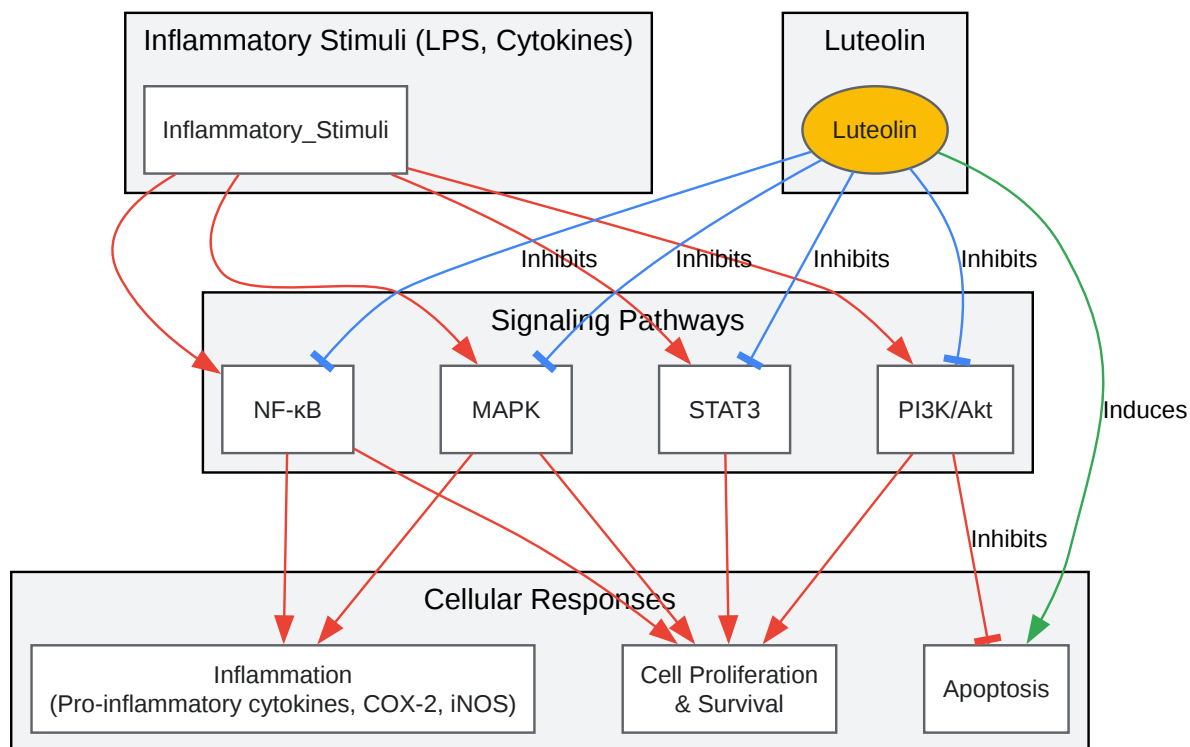 Inflammatory Stimuli (LPS, Cytokines)
Luteolin
Inflammatory_Stimuli
Luteolin
Inhibits
Inhibits
Inhibits
Inhibits
Signaling Pathways
NF-κB
MAPK
STAT3
PI3K/Akt
Induces
Inhibits
Cellular Responses
Inflammation
(Pro-inflammatory cytokines, COX-2, iNOS)
Cell Proliferation
& Survival
Apoptosis